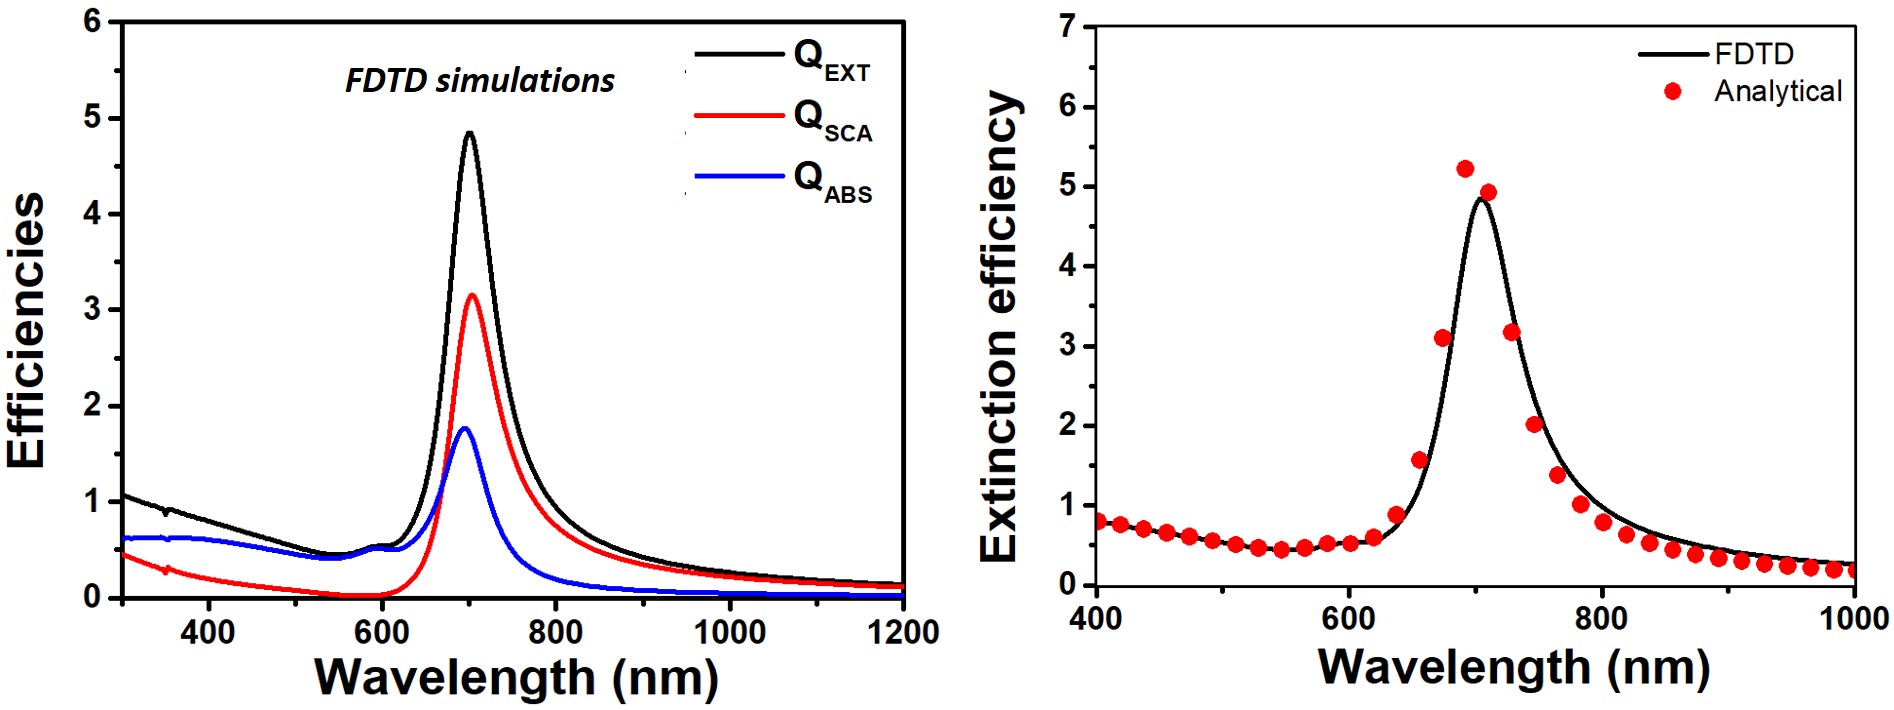 6
5
4
3
2
1
0
400 600 800 1000 1200
Efficiencies
Wavelength (nm)
FDTD simulations
QEXT
QSCA
QABS
7
6
5
4
3
2
1
0
400 600 800 1000
Extinction efficiency
Wavelength (nm)
FDTD
Analytical